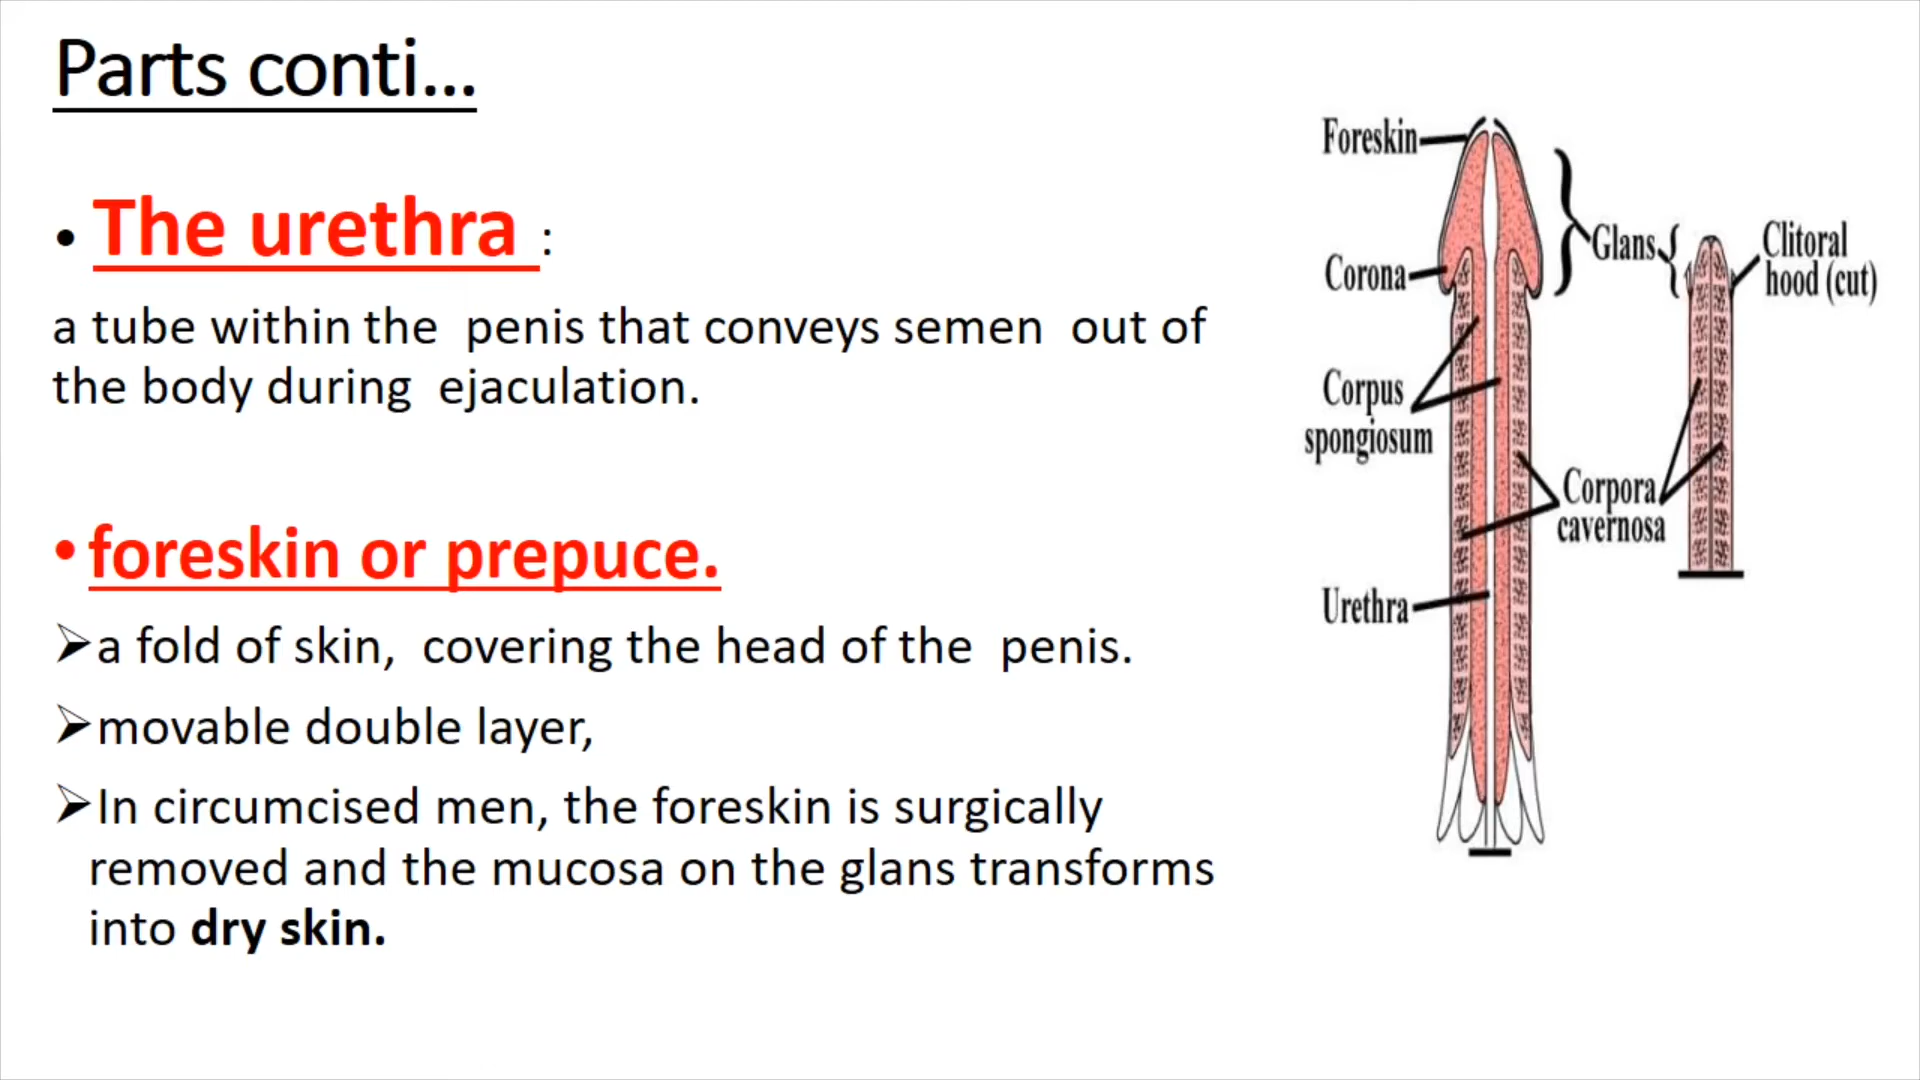 Parts conti...
• The urethra :
a tube within the penis that conveys semen out of
the body during ejaculation.
• foreskin or prepuce.
➢a fold of skin, covering the head of the penis.
➢movable double layer,
➢In circumcised men, the foreskin is surgically
removed and the mucosa on the glans transforms
into dry skin.
Foreskin
Corona
Glans
Clitoral
hood (cut)
Corpus
spongiosum
Corpora
cavernosa
Urethra